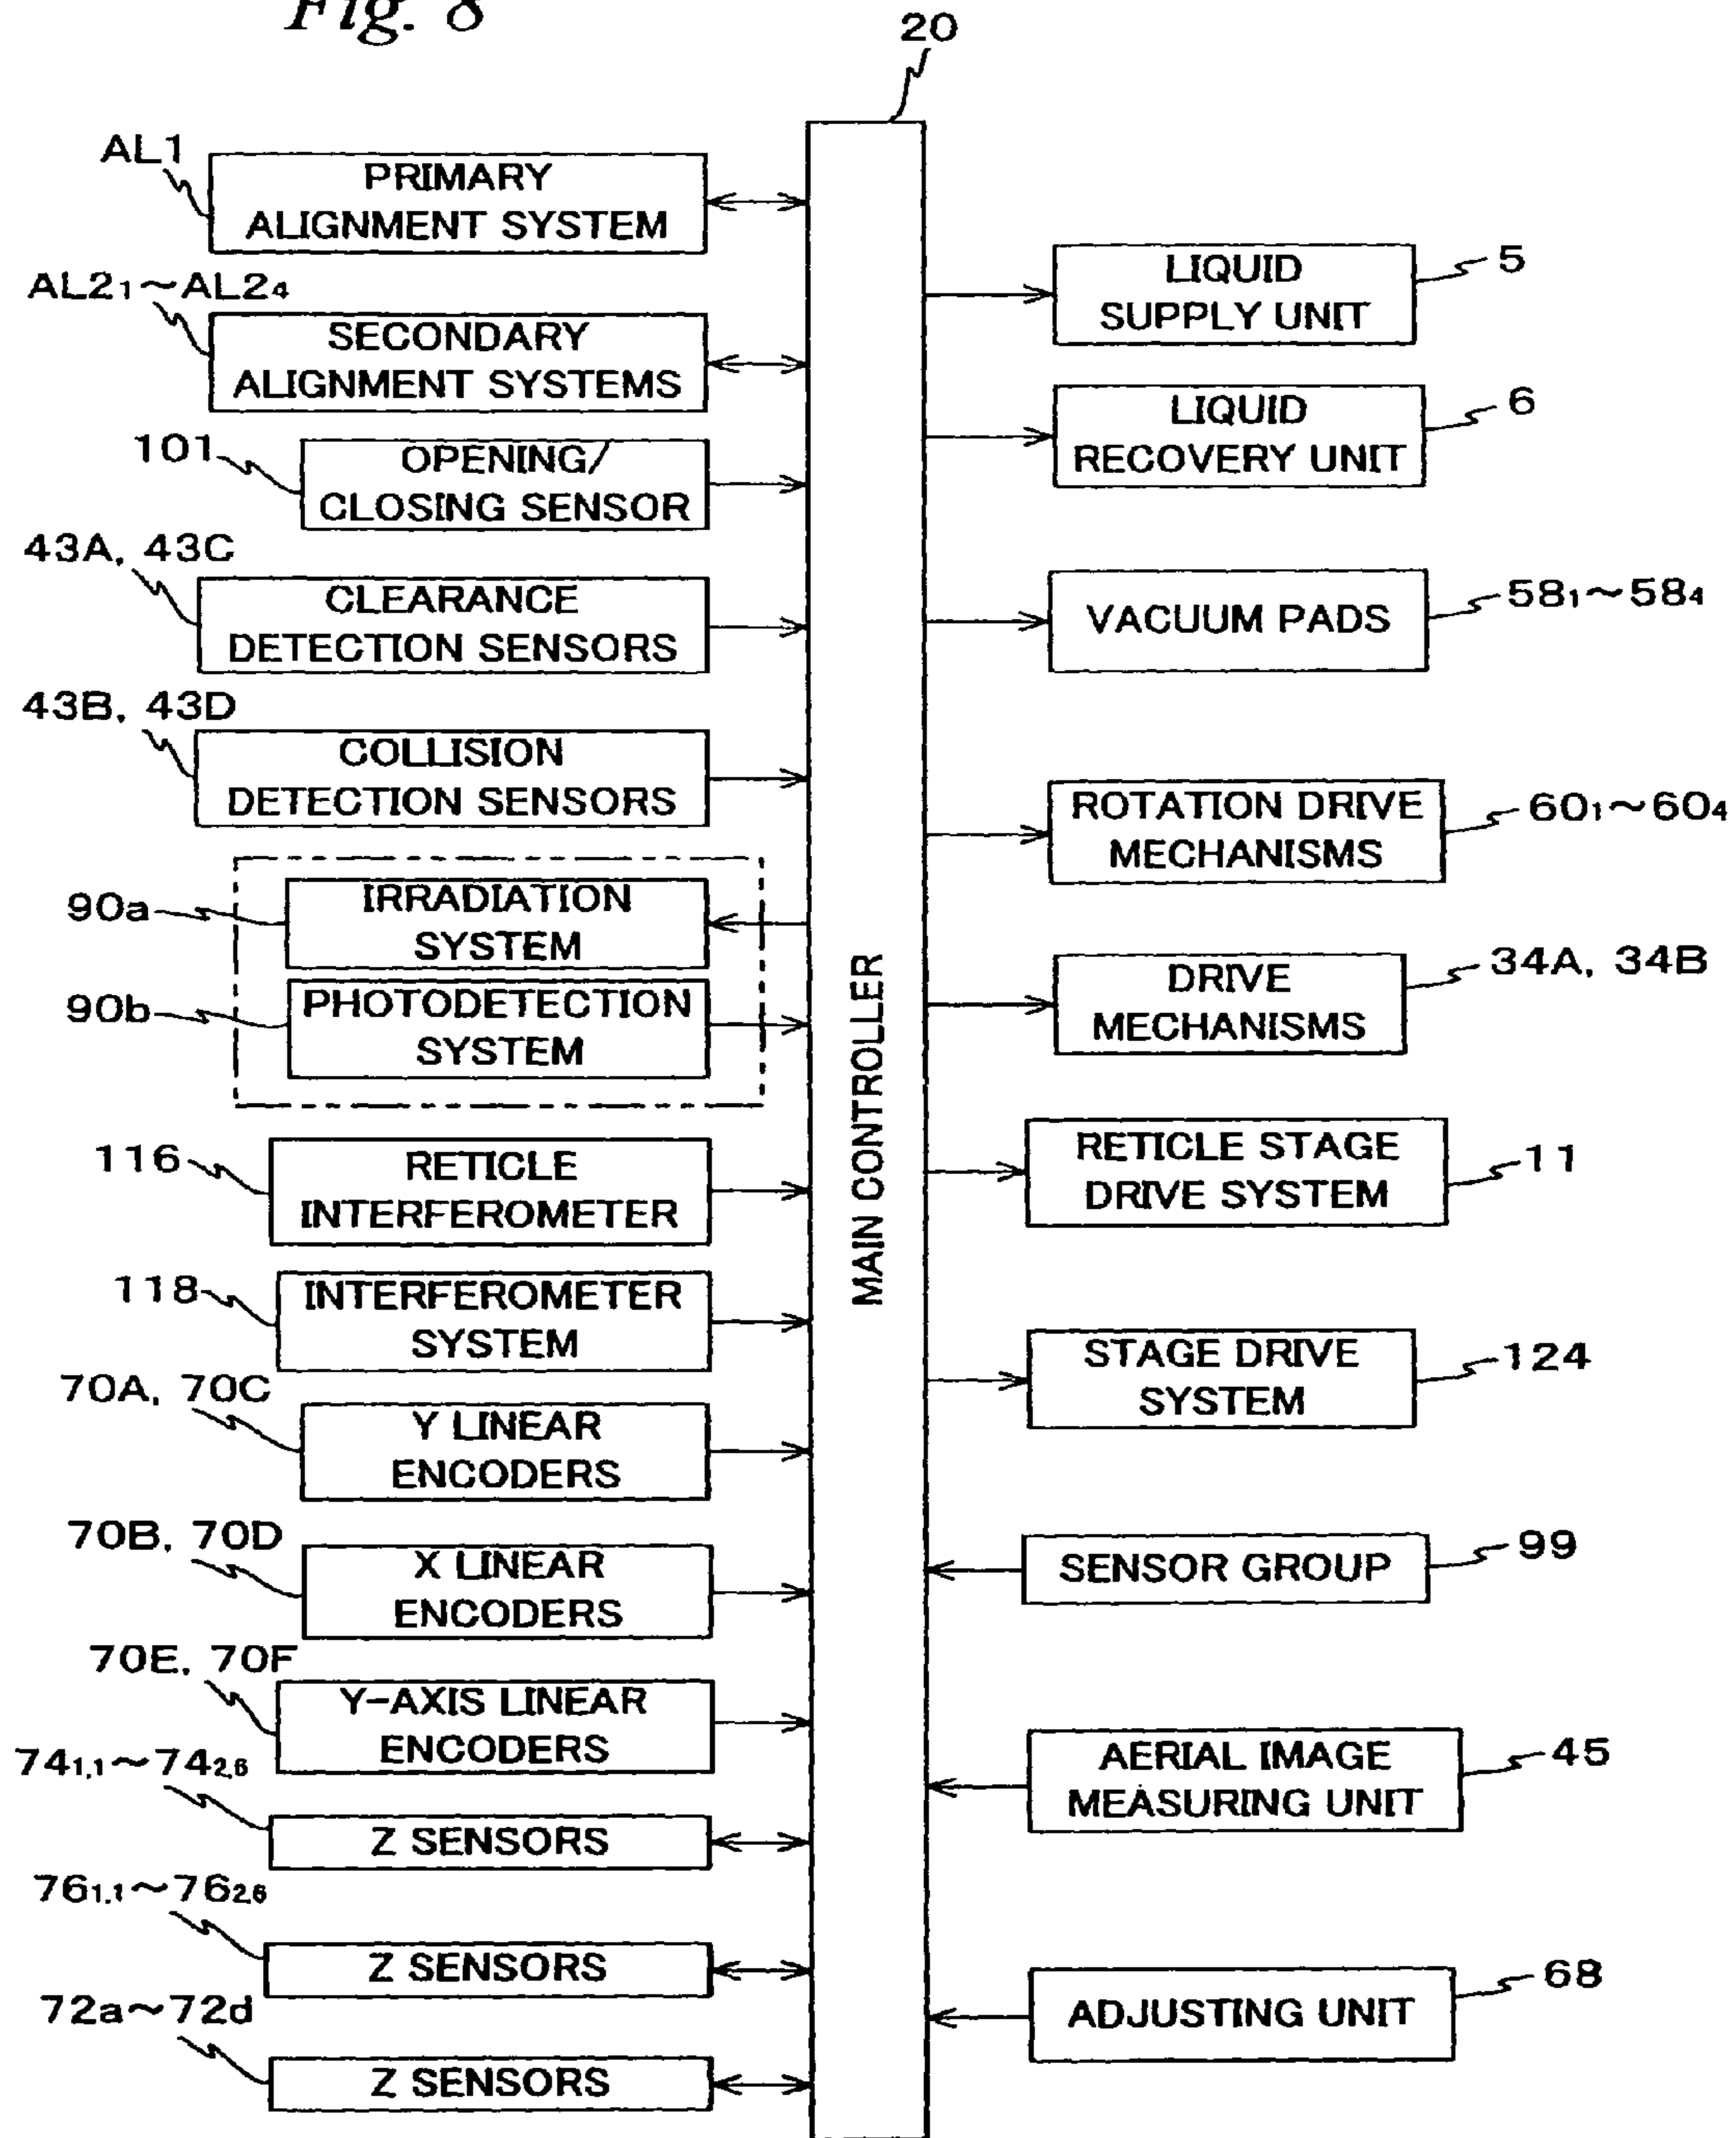 Fig. 8
20
AL1
PRIMARY
ALIGNMENT SYSTEM
AL2₁～AL2₄
SECONDARY
ALIGNMENT SYSTEMS
101
OPENING/
CLOSING SENSOR
43A, 43C
CLEARANCE
DETECTION SENSORS
43B, 43D
COLLISION
DETECTION SENSORS
90a
IRRADIATION
SYSTEM
90b
PHOTODETECTION
SYSTEM
116
RETICLE
INTERFEROMETER
118
INTERFEROMETER
SYSTEM
70A, 70C
Y LINEAR
ENCODERS
70B, 70D
X LINEAR
ENCODERS
70E, 70F
Y-AXIS LINEAR
ENCODERS
74₁,₁～74₂,₆
Z SENSORS
76₁,₁～76₂,₆
Z SENSORS
72a～72d
Z SENSORS
MAIN CONTROLLER
LIQUID
SUPPLY UNIT
5
LIQUID
RECOVERY UNIT
6
VACUUM PADS
58₁～58₄
ROTATION DRIVE
MECHANISMS
60₁～60₄
DRIVE
MECHANISMS
34A, 34B
RETICLE STAGE
DRIVE SYSTEM
11
STAGE DRIVE
SYSTEM
124
SENSOR GROUP
99
AERIAL IMAGE
MEASURING UNIT
45
ADJUSTING UNIT
68